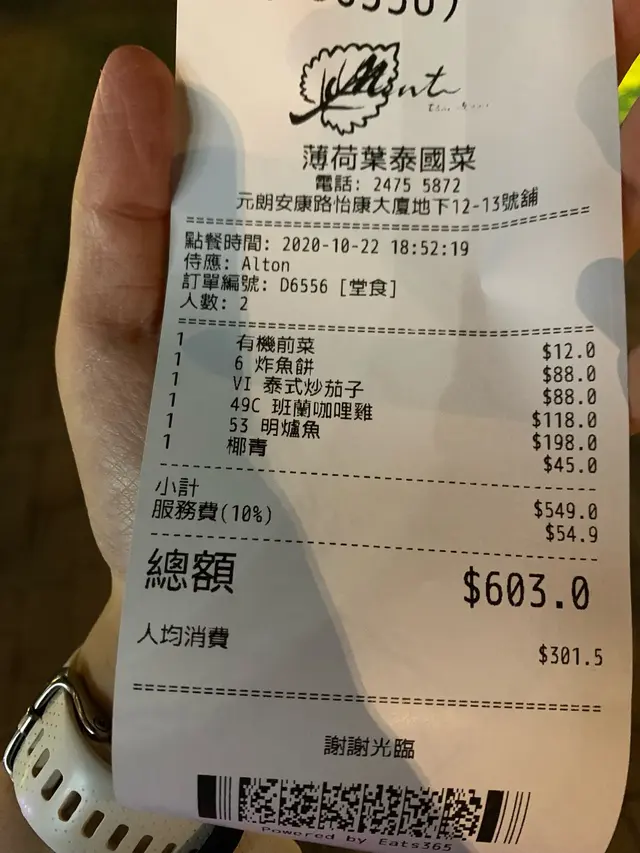 Mint
薄荷葉泰國菜
電話: 2475 5872
元朗安康路怡康大廈地下12-13號舖
點餐時間: 2020-10-22 18:52:19
侍應: Alton
訂單編號: D6556 [堂食]
人數: 2
1 有機前菜 $12.0
1 6 炸魚餅 $88.0
1 VI 泰式炒茄子 $88.0
1 49C 班蘭咖哩雞 $118.0
1 53 明爐魚 $198.0
1 椰青 $45.0
小計 $549.0
服務費(10%) $54.9
總額 $603.0
人均消費 $301.5
謝謝光臨
Powered by Eats365